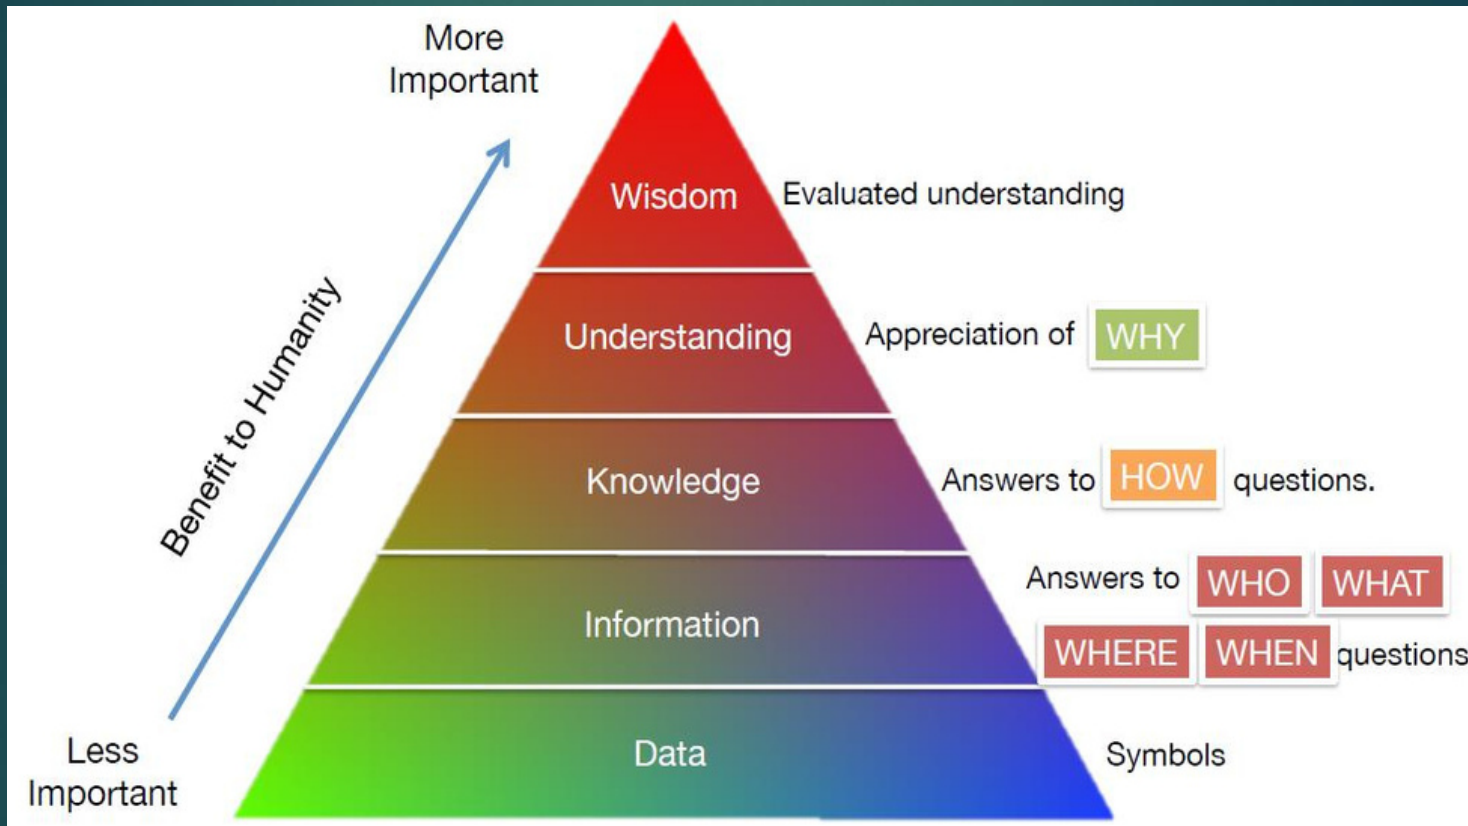 More
Important
Wisdom
Evaluated understanding
Understanding
Appreciation of WHY
Benefit to Humanity
Knowledge
Answers to HOW questions.
Information
Answers to WHO WHAT
WHERE WHEN questions
Data
Symbols
Less
Important